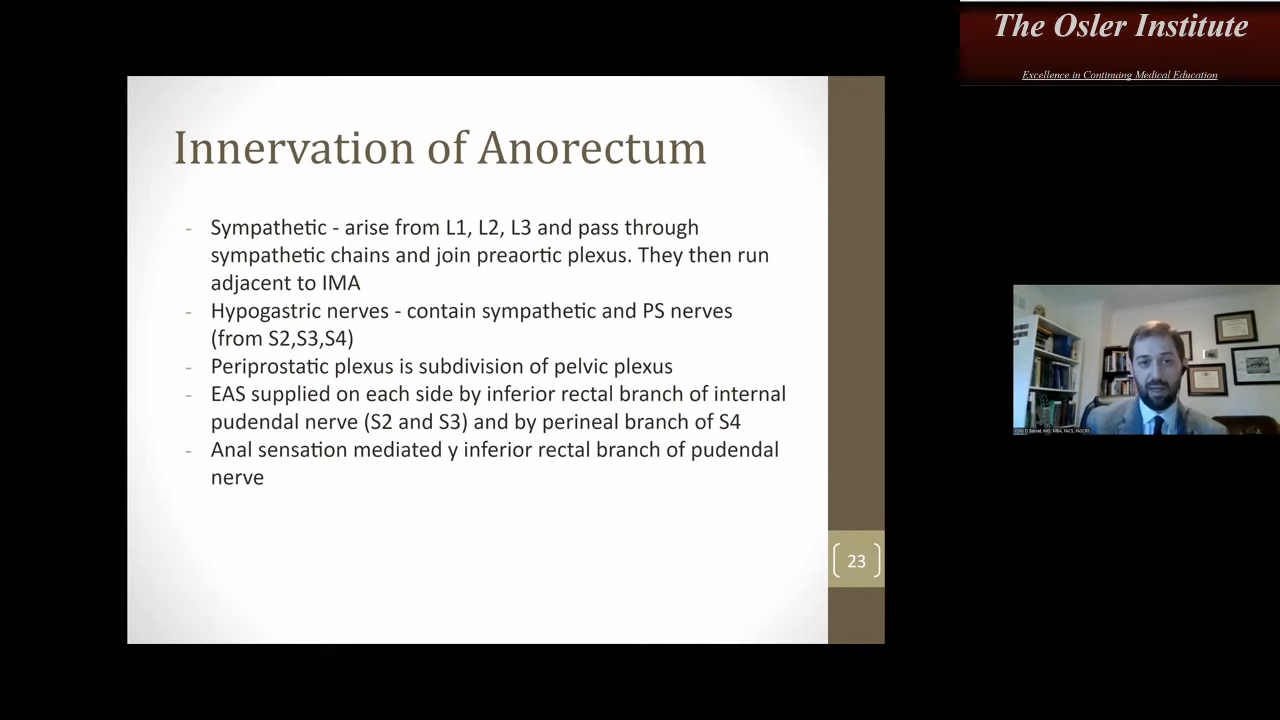 The Osler Institute
Excellence in Continuing Medical Education
Innervation of Anorectum
- Sympathetic - arise from L1, L2, L3 and pass through
sympathetic chains and join preaortic plexus. They then run
adjacent to IMA
- Hypogastric nerves - contain sympathetic and PS nerves
(from S2,S3,S4)
- Periprostatic plexus is subdivision of pelvic plexus
- EAS supplied on each side by inferior rectal branch of internal
pudendal nerve (S2 and S3) and by perineal branch of S4
- Anal sensation mediated y inferior rectal branch of pudendal
nerve
23